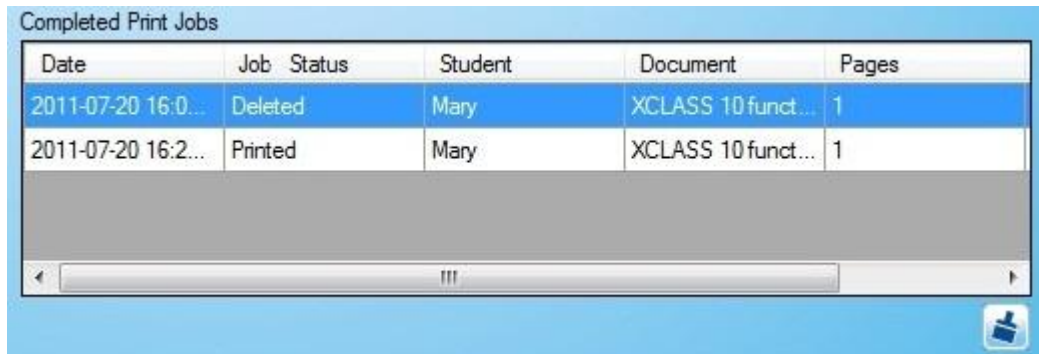 Completed Print Jobs
Date Job Status Student Document Pages
2011-07-20 16:0... Deleted Mary XCLASS 10 funct... 1
2011-07-20 16:2... Printed Mary XCLASS 10 funct... 1